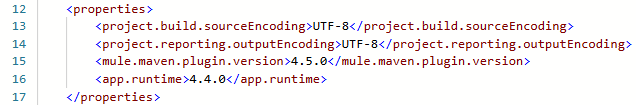 12 <properties>
13 <project.build.sourceEncoding>UTF-8</project.build.sourceEncoding>
14 <project.reporting.outputEncoding>UTF-8</project.reporting.outputEncoding>
15 <mule.maven.plugin.version>4.5.0</mule.maven.plugin.version>
16 <app.runtime>4.4.0</app.runtime>
17 </properties>